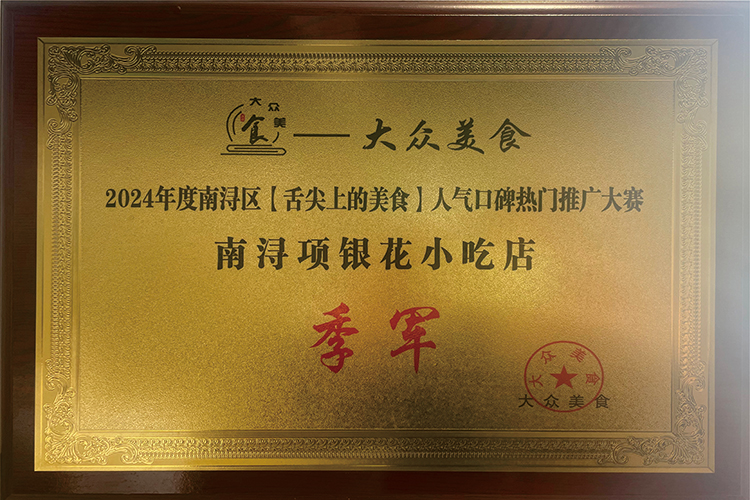 大众美食
食
——大众美食
2024年度南浔区【舌尖上的美食】人气口碑热门推广大赛
南浔项银花小吃店
季军
大众美食
大众美食